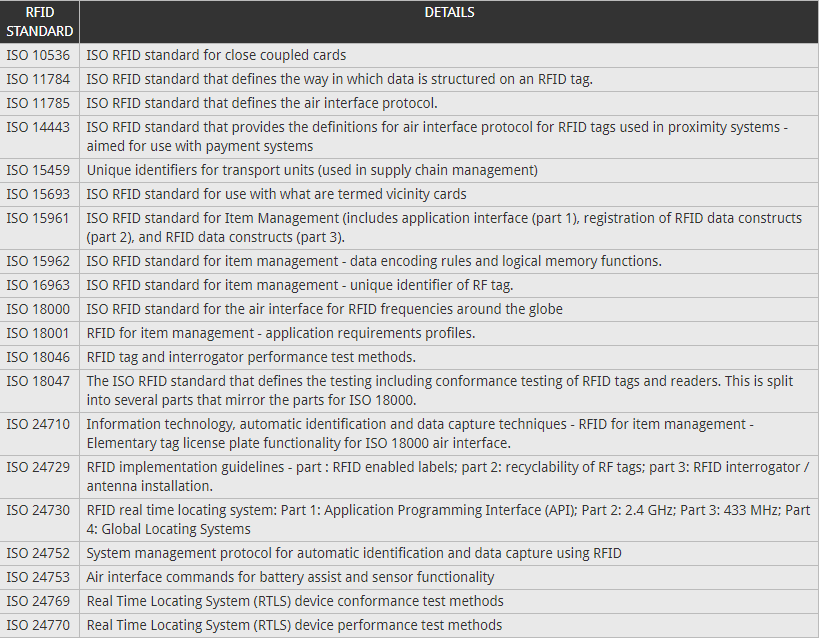 RFID
STANDARD
DETAILS
ISO 10536 ISO RFID standard for close coupled cards
ISO 11784 ISO RFID standard that defines the way in which data is structured on an RFID tag.
ISO 11785 ISO RFID standard that defines the air interface protocol.
ISO 14443 ISO RFID standard that provides the definitions for air interface protocol for RFID tags used in proximity systems -
aimed for use with payment systems
ISO 15459 Unique identifiers for transport units (used in supply chain management)
ISO 15693 ISO RFID standard for use with what are termed vicinity cards
ISO 15961 ISO RFID standard for Item Management (includes application interface (part 1), registration of RFID data constructs
(part 2), and RFID data constructs (part 3).
ISO 15962 ISO RFID standard for item management - data encoding rules and logical memory functions.
ISO 16963 ISO RFID standard for item management - unique identifier of RF tag.
ISO 18000 ISO RFID standard for the air interface for RFID frequencies around the globe
ISO 18001 RFID for item management - application requirements profiles.
ISO 18046 RFID tag and interrogator performance test methods.
ISO 18047 The ISO RFID standard that defines the testing including conformance testing of RFID tags and readers. This is split
into several parts that mirror the parts for ISO 18000.
ISO 24710 Information technology, automatic identification and data capture techniques - RFID for item management -
Elementary tag license plate functionality for ISO 18000 air interface.
ISO 24729 RFID implementation guidelines - part : RFID enabled labels; part 2: recyclability of RF tags; part 3: RFID interrogator /
antenna installation.
ISO 24730 RFID real time locating system: Part 1: Application Programming Interface (API); Part 2: 2.4 GHz; Part 3: 433 MHz; Part
4: Global Locating Systems
ISO 24752 System management protocol for automatic identification and data capture using RFID
ISO 24753 Air interface commands for battery assist and sensor functionality
ISO 24769 Real Time Locating System (RTLS) device conformance test methods
ISO 24770 Real Time Locating System (RTLS) device performance test methods